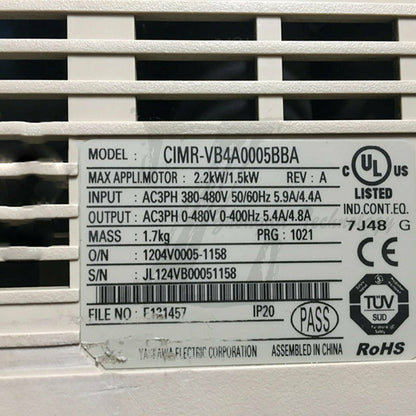 MODEL : CIMR-VB4A0005BBA
MAX APPLI.MOTOR : 2.2kW/1.5kW REV : A
INPUT : AC3PH 380-480V 50/60Hz 5.9A/4.4A
OUTPUT : AC3PH 0-480V 0-400Hz 5.4A/4.8A
MASS : 1.7kg PRG : 1021
O/N : 1204V0005-1158
S/N : JL124VB00051158
FILE NO : E131457 IP20
YASKAWA ELECTRIC CORPORATION ASSEMBLED IN CHINA
PASS
C UL US
LISTED
IND.CONT.EQ.
7J48 G
CE
TÜV
SUD
RoHS